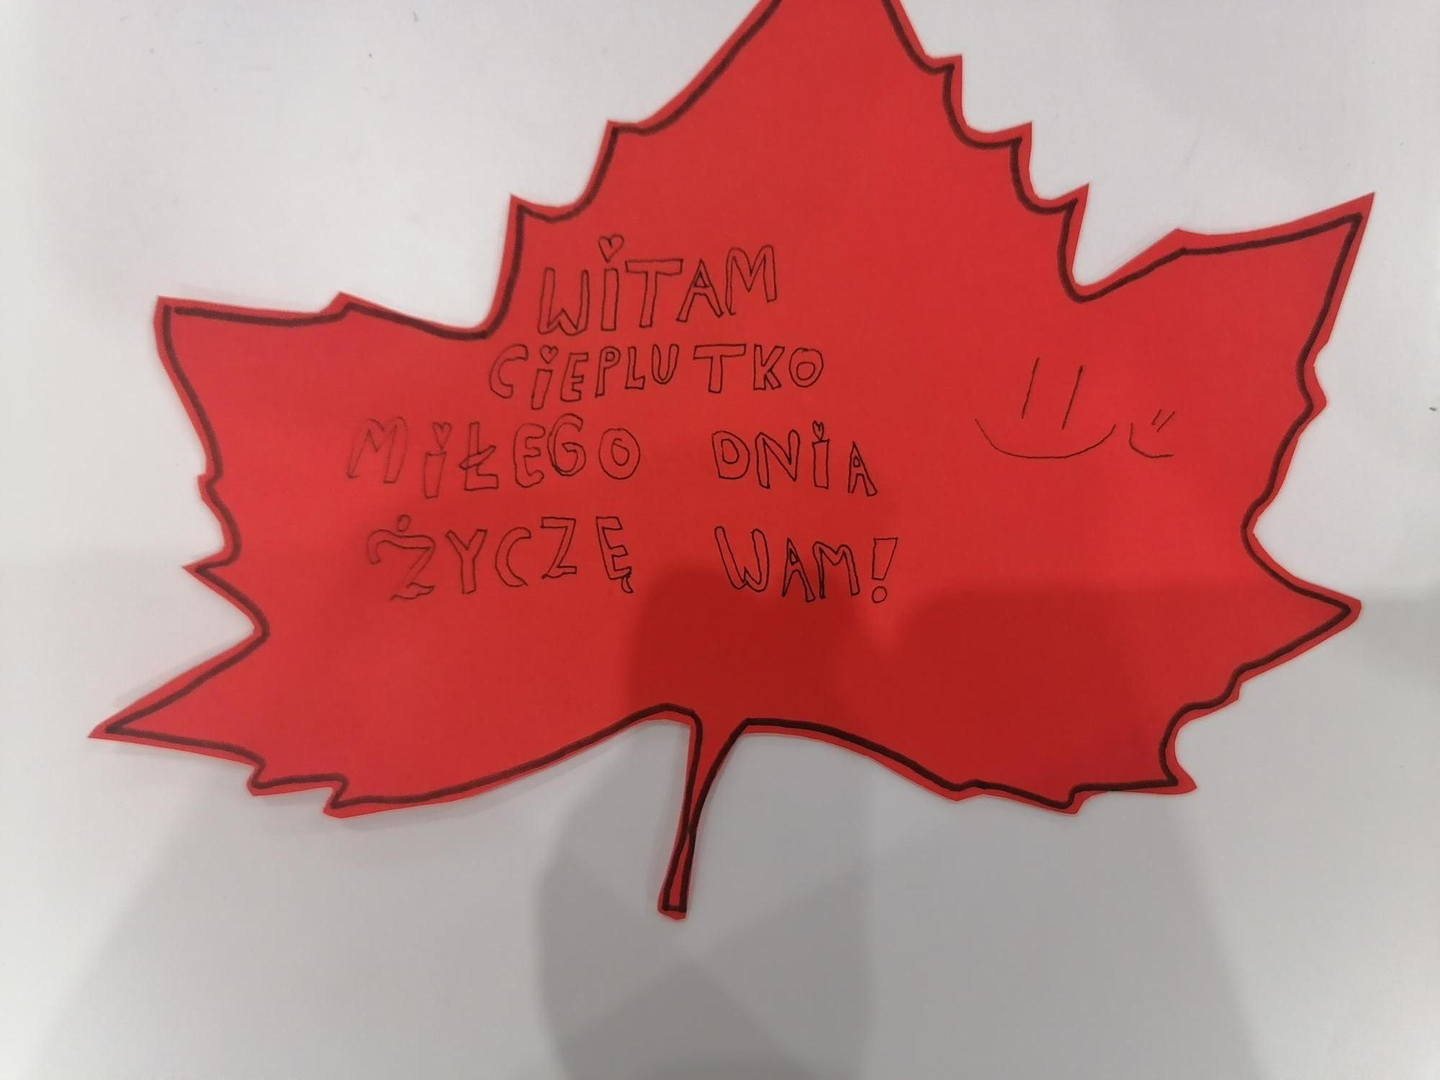 WiTAM
CiEPLUTKO
MiŁEGO DNiA
ŻYCZĘ WAM!